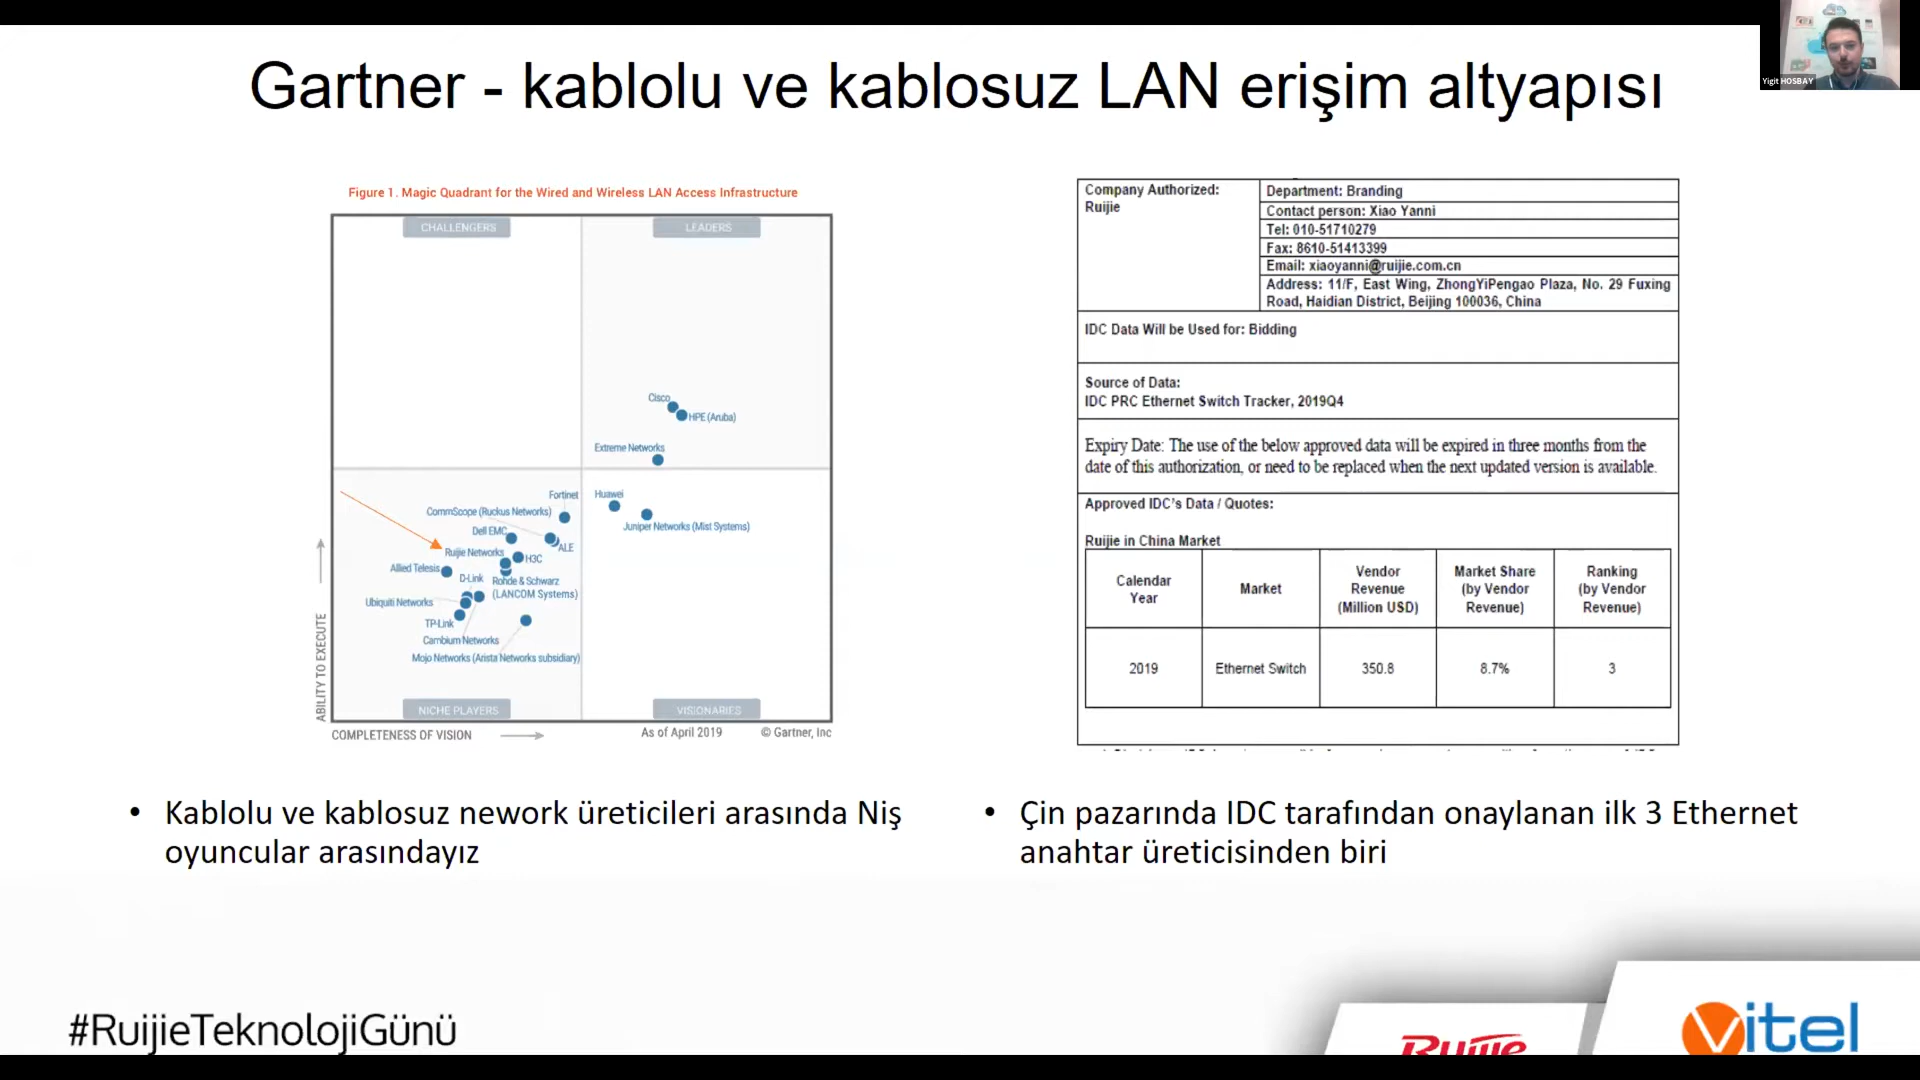 Gartner - kablolu ve kablosuz LAN erişim altyapısı
Yigit HOSBAY
Figure 1. Magic Quadrant for the Wired and Wireless LAN Access Infrastructure
CHALLENGERS
LEADERS
Cisco
HPE (Aruba)
Extreme Networks
Fortinet
Huawei
CommScope (Ruckus Networks)
Juniper Networks (Mist Systems)
Dell EMC
ALE
Ruijie Networks
H3C
Allied Telesis
D-Link
Rohde & Schwarz
(LANCOM Systems)
Ubiquiti Networks
TP-Link
Cambium Networks
Mojo Networks (Arista Networks subsidiary)
NICHE PLAYERS
VISIONARIES
ABILITY TO EXECUTE
COMPLETENESS OF VISION
As of April 2019
© Gartner, Inc
Company Authorized:
Ruijie
Department: Branding
Contact person: Xiao Yanni
Tel: 010-51710279
Fax: 8610-51413399
Email: xiaoyanni@ruijie.com.cn
Address: 11/F, East Wing, ZhongYiPengao Plaza, No. 29 Fuxing
Road, Haidian District, Beijing 100036, China
IDC Data Will be Used for: Bidding
Source of Data:
IDC PRC Ethernet Switch Tracker, 2019Q4
Expiry Date: The use of the below approved data will be expired in three months from the
date of this authorization, or need to be replaced when the next updated version is available.
Approved IDC's Data / Quotes:
Ruijie in China Market
Calendar
Year
Market
Vendor
Revenue
(Million USD)
Market Share
(by Vendor
Revenue)
Ranking
(by Vendor
Revenue)
2019
Ethernet Switch
350.8
8.7%
3
• Kablolu ve kablosuz nework üreticileri arasında Niş
oyuncular arasındayız
• Çin pazarında IDC tarafından onaylanan ilk 3 Ethernet
anahtar üreticisinden biri
#RuijieTeknolojiGünü
Ruijie
vitel